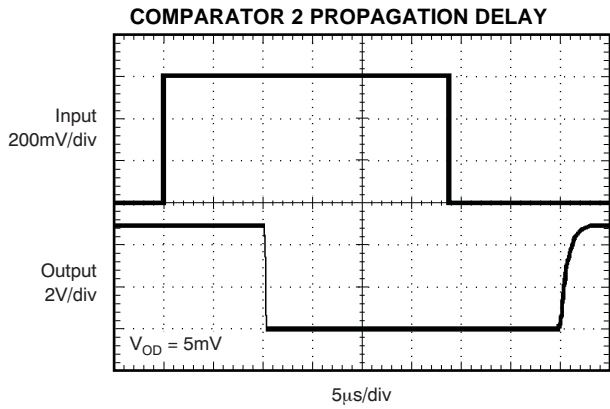 COMPARATOR 2 PROPAGATION DELAY
Input
200mV/div
Output
2V/div
V_OD = 5mV
5µs/div